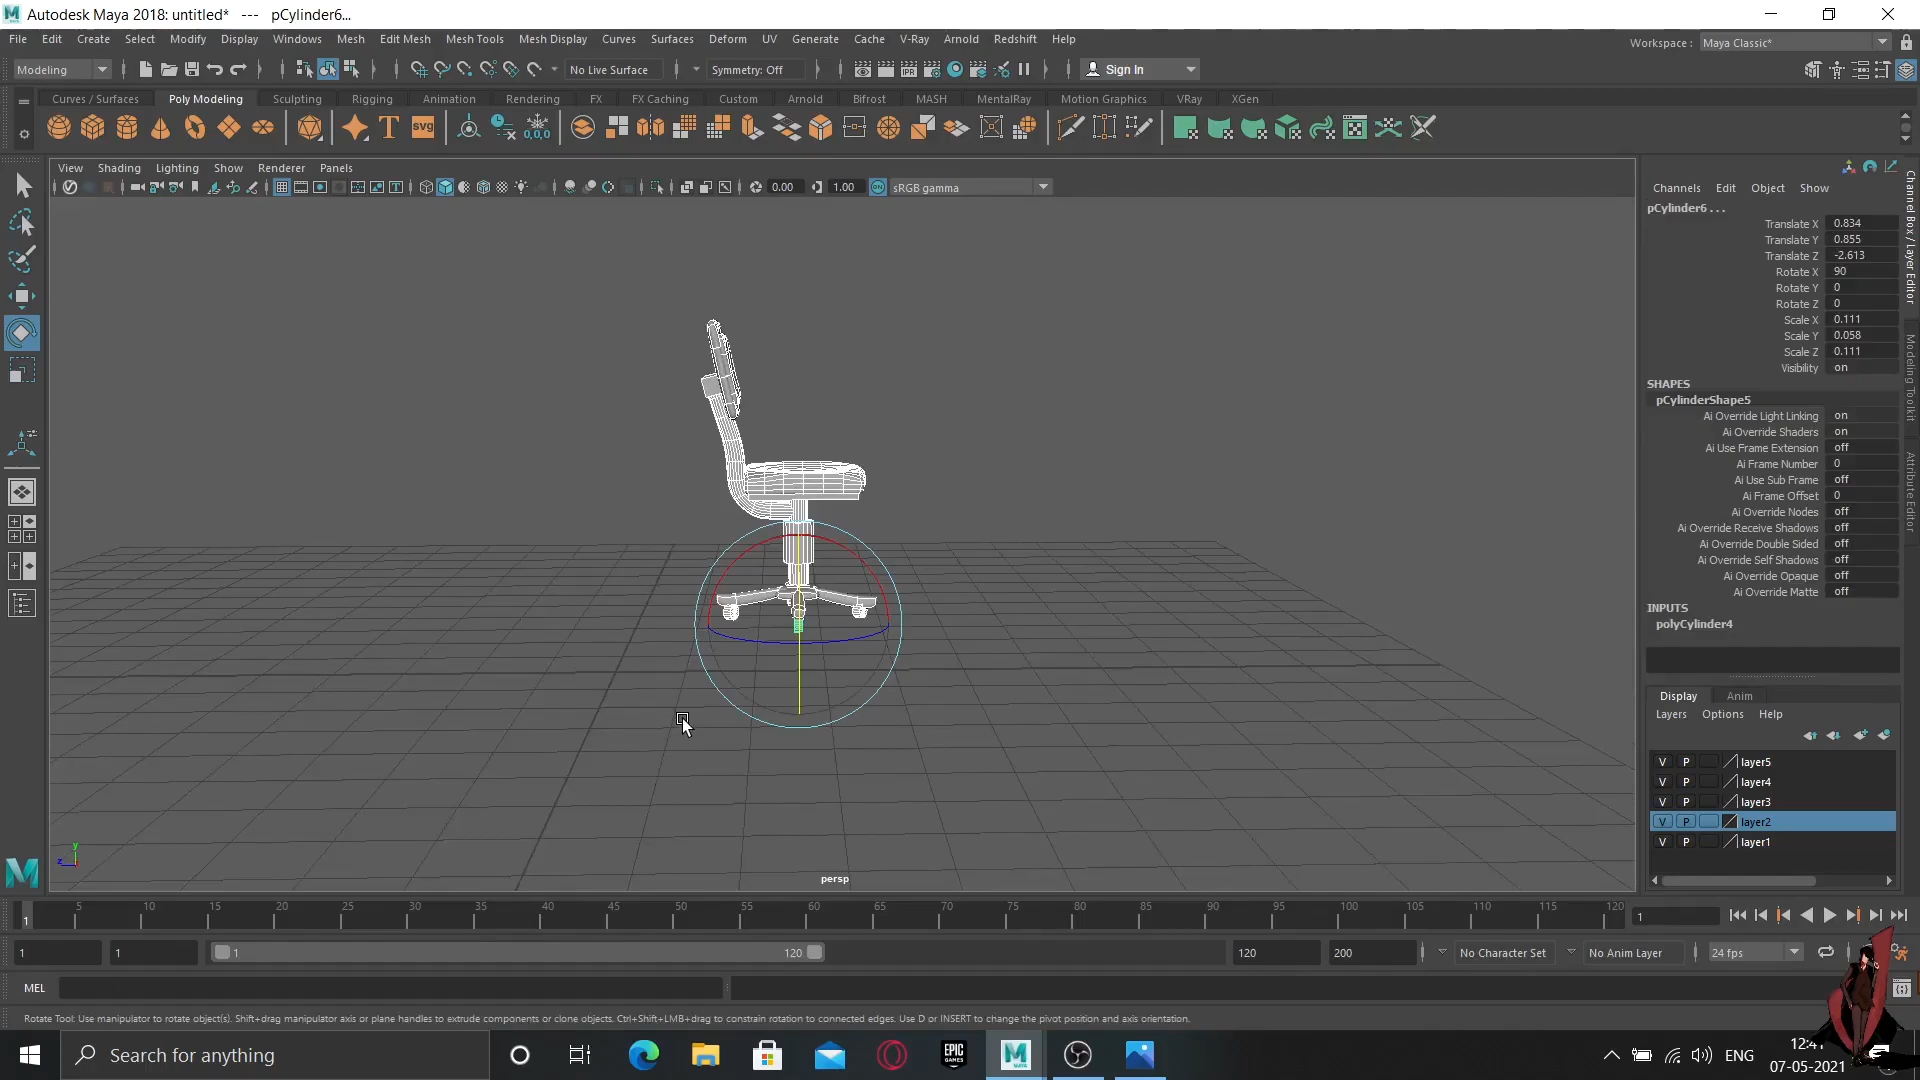 Autodesk Maya 2018: untitled*   ---   pCylinder6...
File Edit Create Select Modify Display Windows Mesh Edit Mesh Mesh Tools Mesh Display Curves Surfaces Deform UV Generate Cache V-Ray Arnold Redshift Help
Workspace : Maya Classic*
Modeling No Live Surface Symmetry: Off Sign In
Curves / Surfaces Poly Modeling Sculpting Rigging Animation Rendering FX FX Caching Custom Arnold Bifrost MASH MentalRay Motion Graphics VRay XGen
View Shading Lighting Show Renderer Panels
0.00 1.00 sRGB gamma
Channels Edit Object Show
pCylinder6 . . .
Translate X 0.834
Translate Y 0.855
Translate Z -2.613
Rotate X 90
Rotate Y 0
Rotate Z 0
Scale X 0.111
Scale Y 0.058
Scale Z 0.111
Visibility on
SHAPES
pCylinderShape5
Ai Override Light Linking on
Ai Override Shaders on
Ai Use Frame Extension off
Ai Frame Number 0
Ai Use Sub Frame off
Ai Frame Offset 0
Ai Override Nodes off
Ai Override Receive Shadows off
Ai Override Double Sided off
Ai Override Self Shadows off
Ai Override Opaque off
Ai Override Matte off
INPUTS
polyCylinder4
Channel Box / Layer Editor
Modeling Toolkit
Attribute Editor
Display Anim
Layers Options Help
V P layer5
V P layer4
V P layer3
V P layer2
V P layer1
persp
1 5 10 15 20 25 30 35 40 45 50 55 60 65 70 75 80 85 90 95 100 105 110 115 120 1
1 1 1 120 120 200 No Character Set No Anim Layer 24 fps
MEL
Rotate Tool: Use manipulator to rotate object(s). Shift+drag manipulator axis or plane handles to extrude components or clone objects. Ctrl+Shift+LMB+drag to constrain rotation to connected edges. Use D or INSERT to change the pivot position and axis orientation.
Search for anything
ENG
07-05-2021